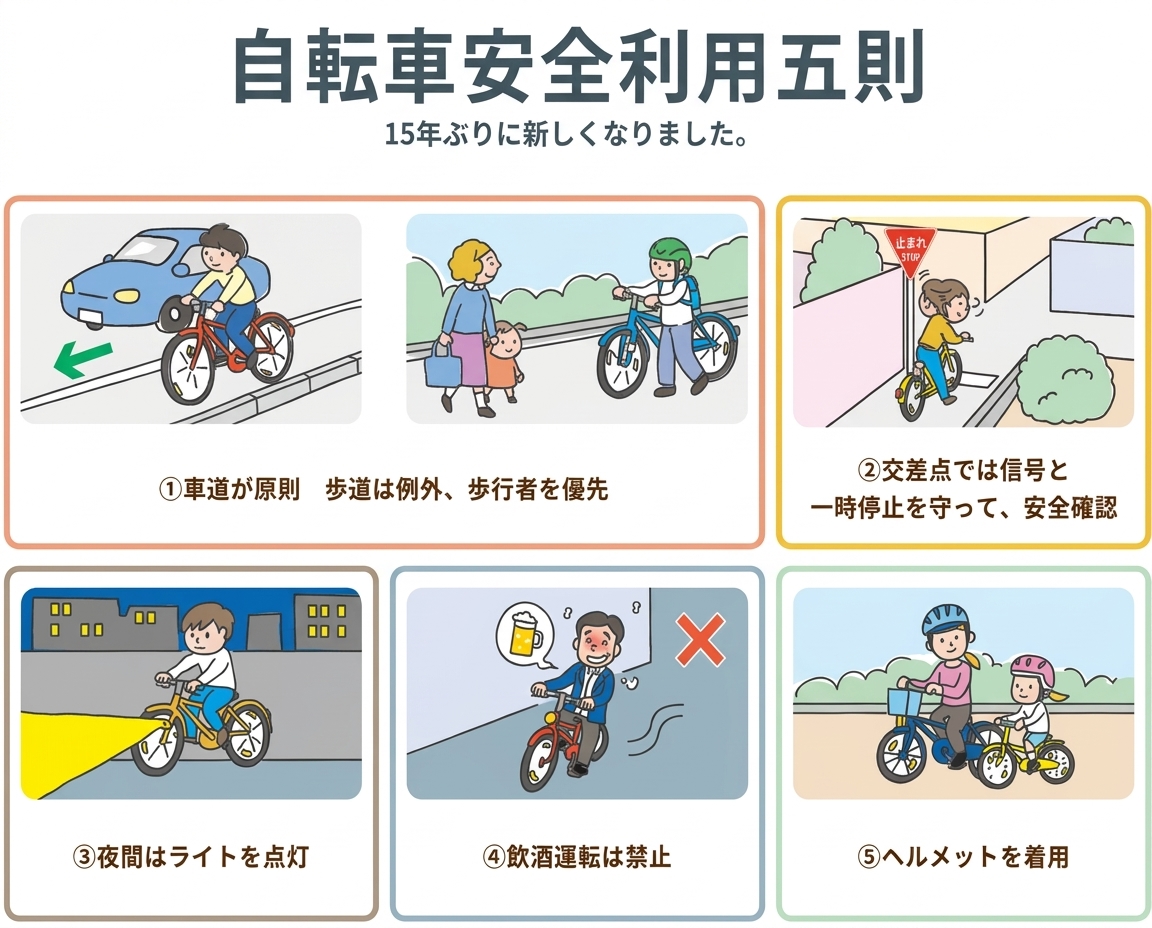 自転車安全利用五則
15年ぶりに新しくなりました。
止まれ
STOP
①車道が原則　歩道は例外、歩行者を優先
②交差点では信号と
一時停止を守って、安全確認
③夜間はライトを点灯
④飲酒運転は禁止
⑤ヘルメットを着用